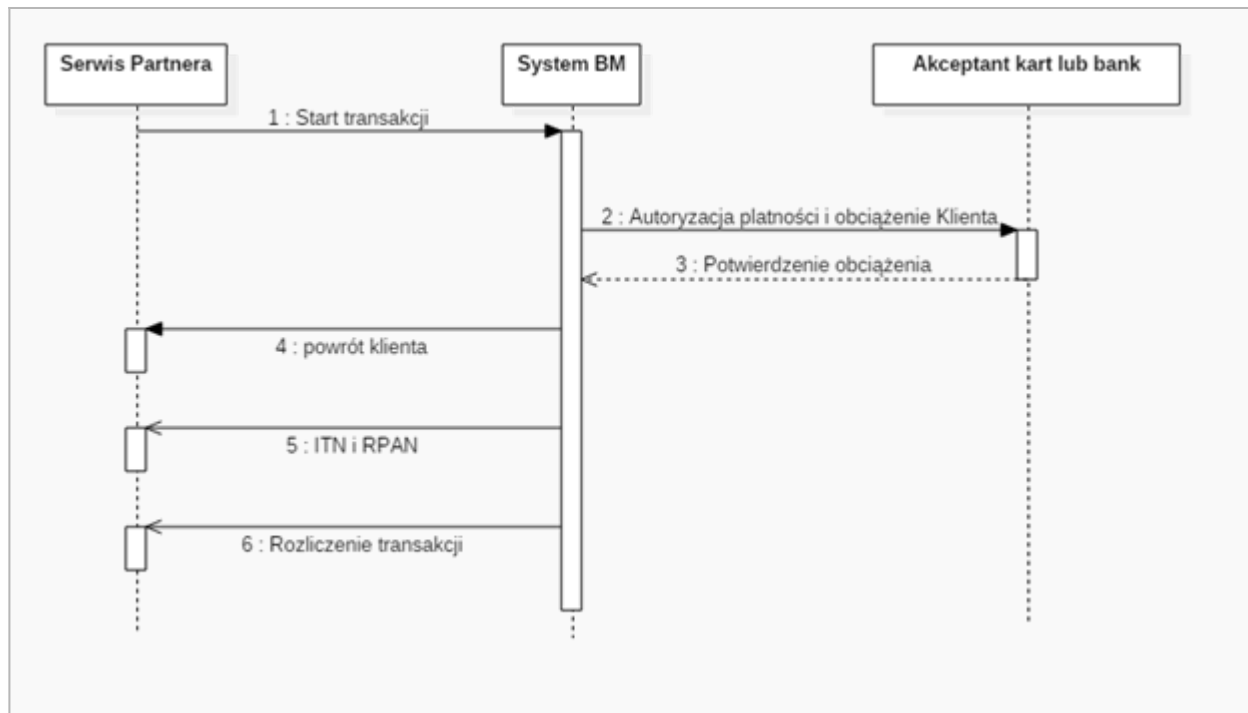 Serwis Partnera
System BM
Akceptant kart lub bank
1 : Start transakcji
2 : Autoryzacja platności i obciążenie Klienta
3 : Potwierdzenie obciążenia
4 : powrót klienta
5 : ITN i RPAN
6 : Rozliczenie transakcji